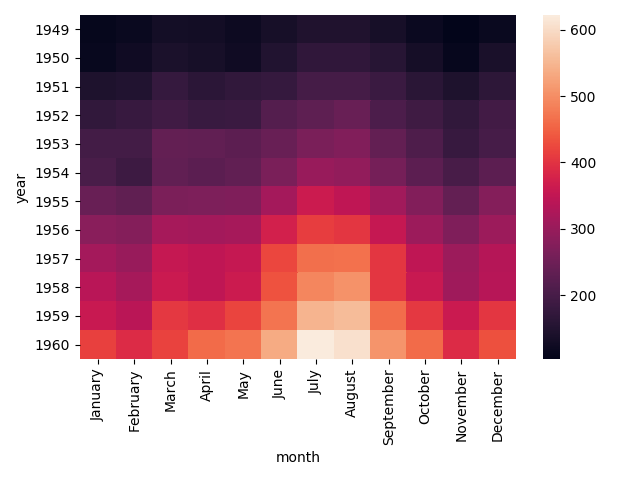 year
1949
1950
1951
1952
1953
1954
1955
1956
1957
1958
1959
1960
January
February
March
April
May
June
July
August
September
October
November
December
month
600
500
400
300
200